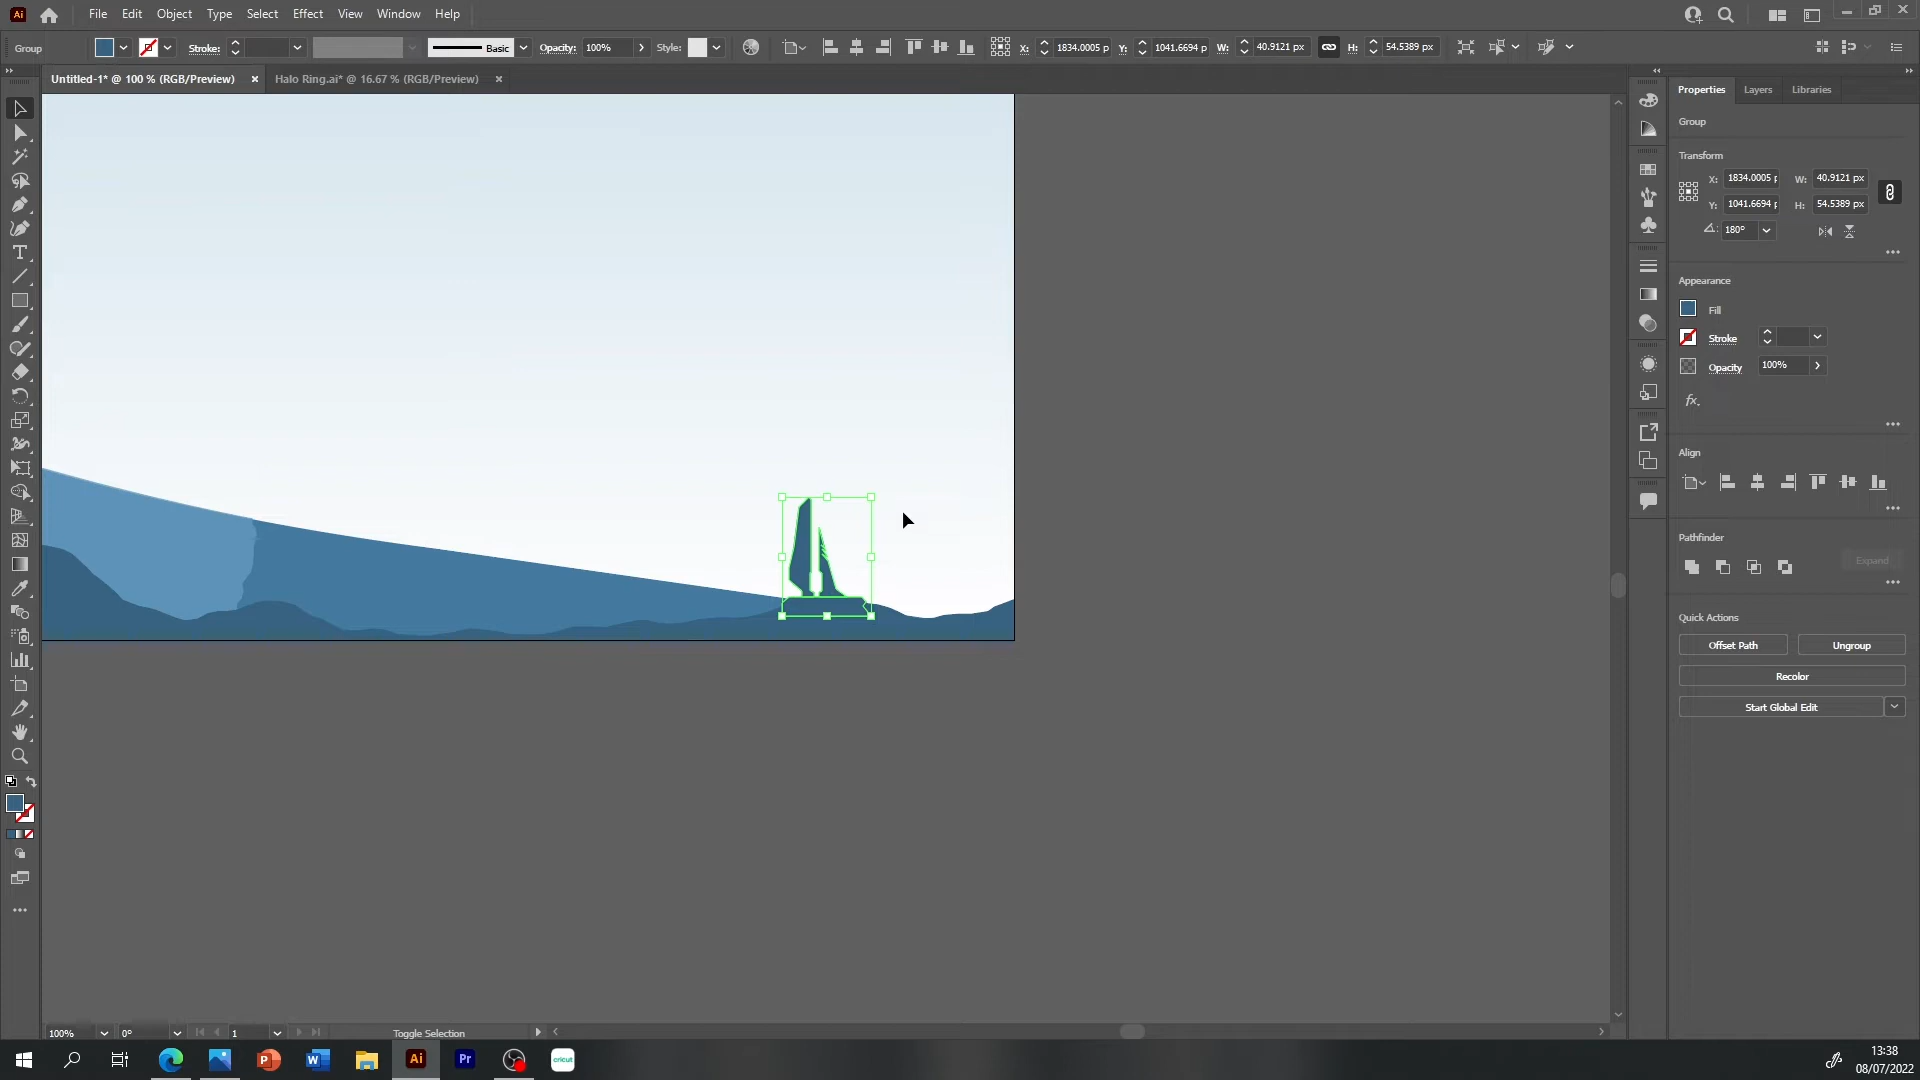 Ai File Edit Object Type Select Effect View Window Help
Group Stroke: Basic Opacity: 100% Style: X: 1834.0005 p Y: 1041.6694 p W: 40.9121 px H: 54.5389 px
Untitled-1* @ 100 % (RGB/Preview) Halo Ring.ai* @ 16.67 % (RGB/Preview)
Properties Layers Libraries
Group
Transform
X: 1834.0005 p W: 40.9121 px
Y: 1041.6694 p H: 54.5389 px
180°
Appearance
Fill
Stroke
Opacity 100%
fx.
Align
Pathfinder
Expand
Quick Actions
Offset Path Ungroup
Recolor
Start Global Edit
100% 0° 1 Toggle Selection
Ai Pr cricut
13:38
08/07/2022